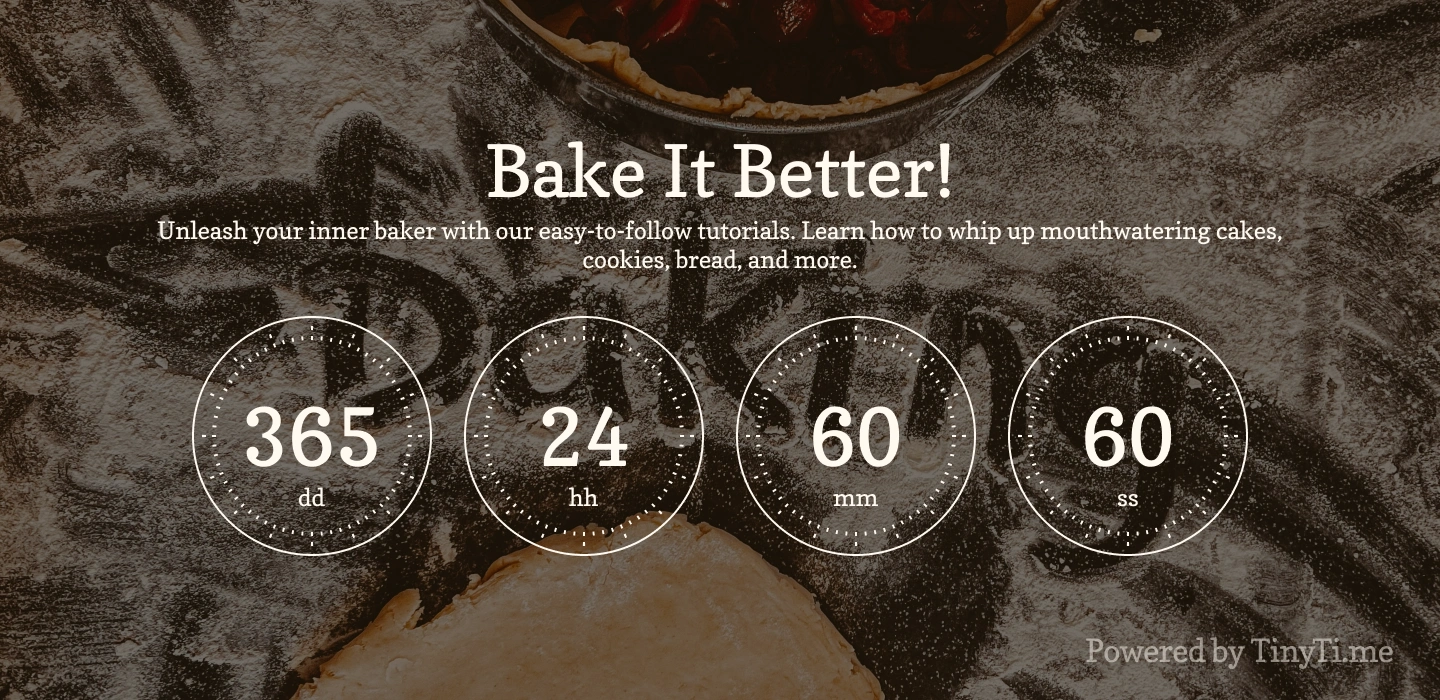 Bake It Better!
Unleash your inner baker with our easy-to-follow tutorials. Learn how to whip up mouthwatering cakes,
cookies, bread, and more.
Baking
365 24 60 60
dd hh mm ss
Powered by TinyTi.me